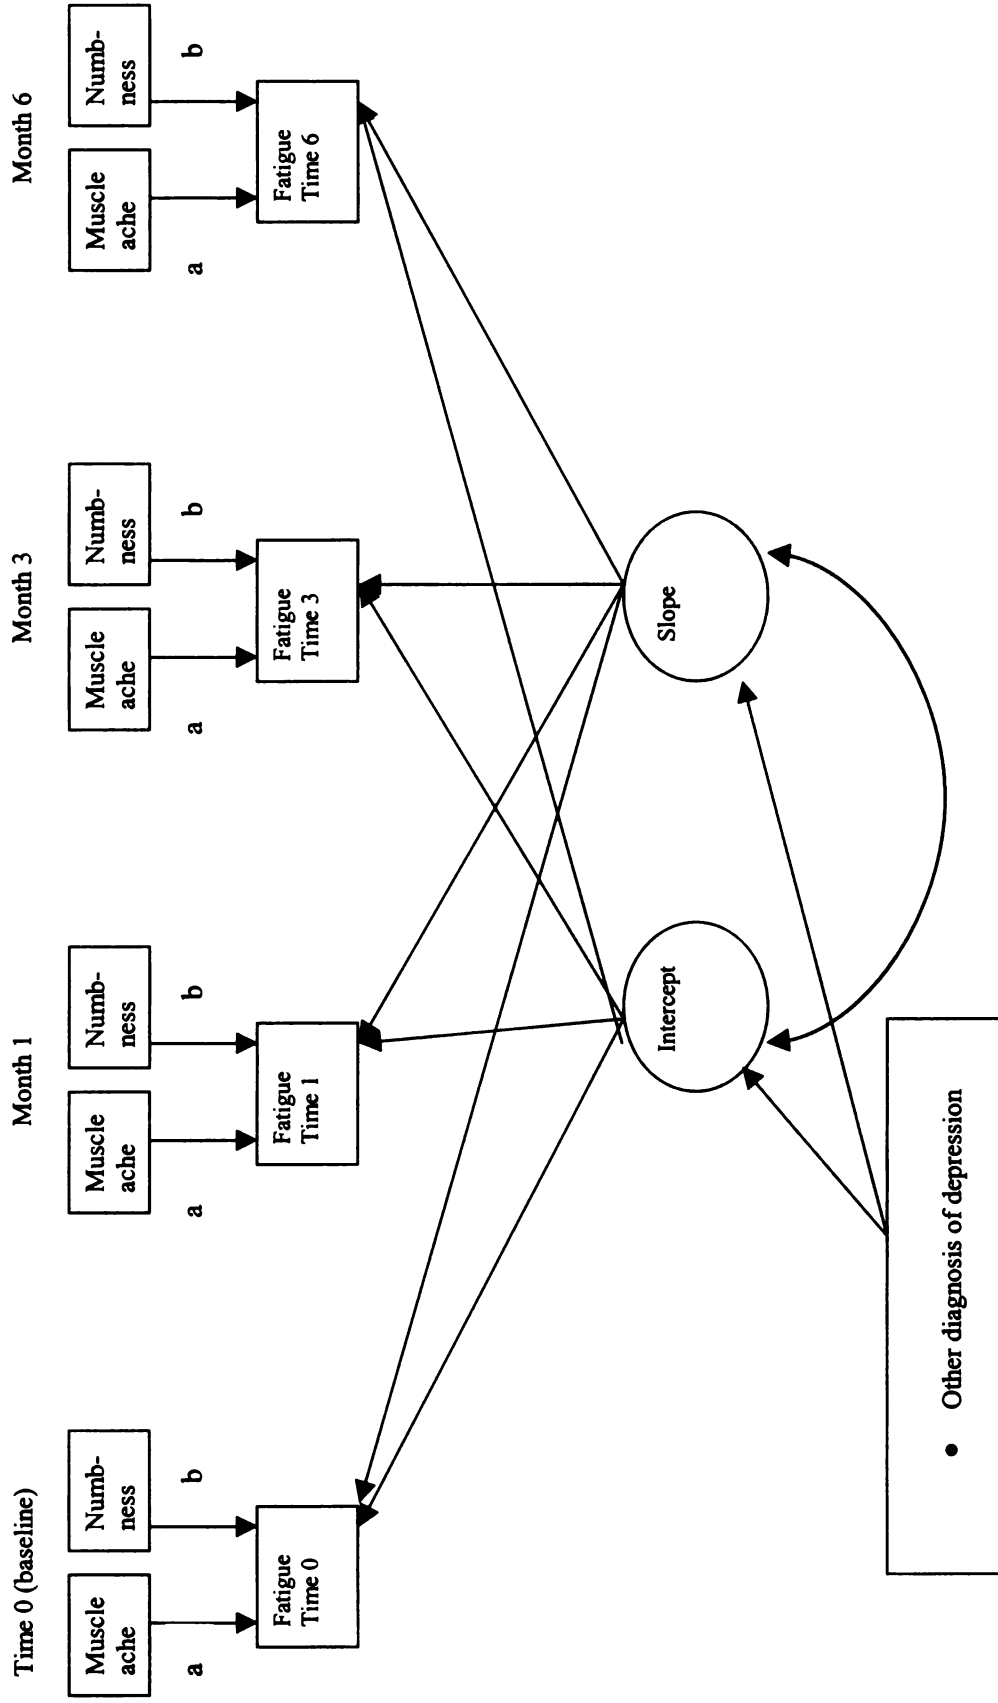 Time 0 (baseline)
Month 1
Month 3
Month 6
Muscle
ache
Numb-
ness
Muscle
ache
Numb-
ness
Muscle
ache
Numb-
ness
Muscle
ache
Numb-
ness
a
b
a
b
a
b
a
b
Fatigue
Time 0
Fatigue
Time 1
Fatigue
Time 3
Fatigue
Time 6
Intercept
Slope
• Other diagnosis of depression